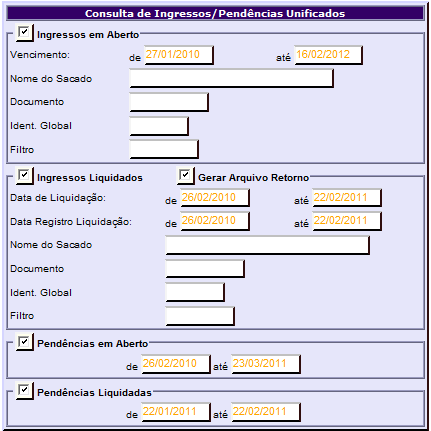 Consulta de Ingressos/Pendências Unificados
Ingressos em Aberto
Vencimento: de 27/01/2010 até 16/02/2012
Nome do Sacado
Documento
Ident. Global
Filtro
Ingressos Liquidados Gerar Arquivo Retorno
Data de Liquidação: de 26/02/2010 até 22/02/2011
Data Registro Liquidação: de 26/02/2010 até 22/02/2011
Nome do Sacado
Documento
Ident. Global
Filtro
Pendências em Aberto
de 26/02/2010 até 23/03/2011
Pendências Liquidadas
de 22/01/2011 até 22/02/2011